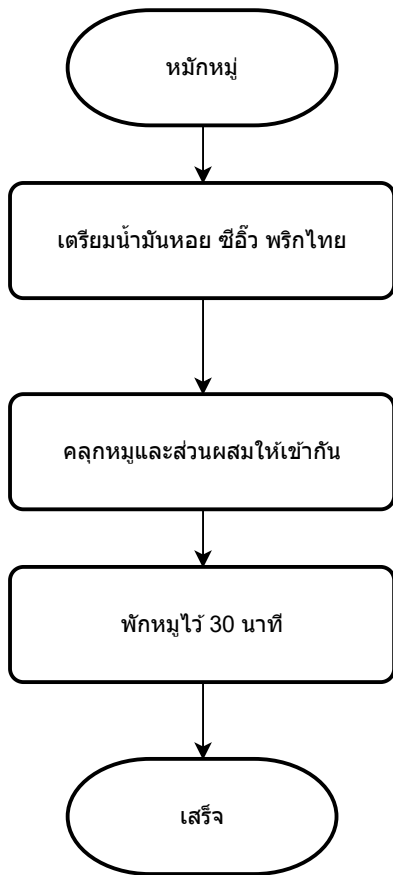 หมักหมู่
เตรียมน้ำมันหอย ซีอิ๊ว พริกไทย
คลุกหมูและส่วนผสมให้เข้ากัน
พักหมูไว้ 30 นาที
เสร็จ